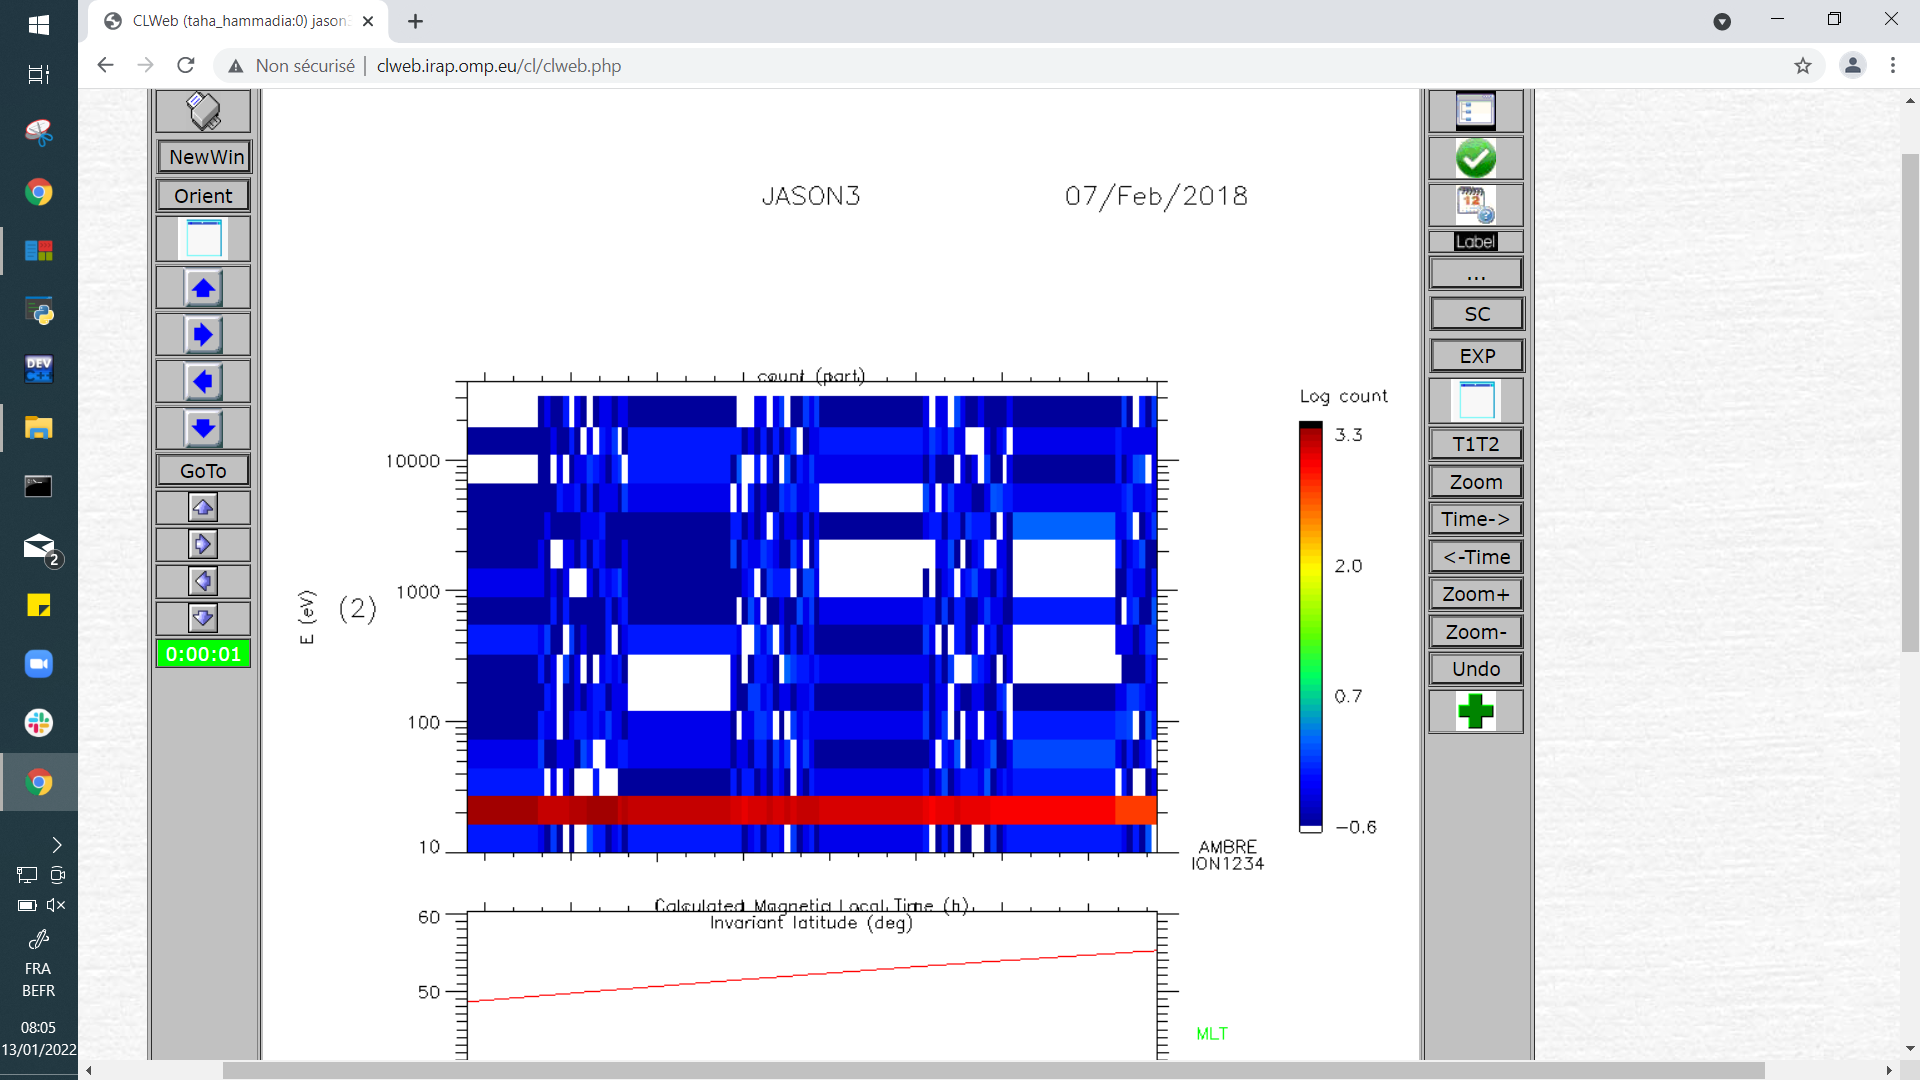 CLWeb (taha_hammadia:0) jason3
Non sécurisé
clweb.irap.omp.eu/cl/clweb.php
NewWin
Orient
GoTo
0:00:01
JASON3
07/Feb/2018
count (part)
10000
1000
100
10
E (eV)
(2)
Log count
3.3
2.0
0.7
−0.6
AMBRE
ION1234
Calculated Magnetic Local Time (h)
Invariant latitude (deg)
60
50
MLT
12
Label
...
SC
EXP
T1T2
Zoom
Time->
<-Time
Zoom+
Zoom-
Undo
DEV
C++
2
FRA
BEFR
08:05
13/01/2022